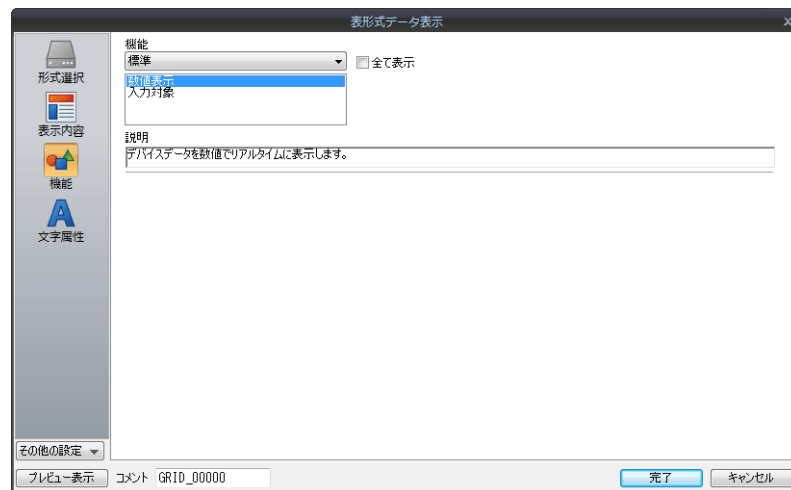 表形式データ表示
形式選択
表示内容
機能
文字属性
その他の設定
機能
標準
全て表示
数値表示
入力対象
説明
デバイスデータを数値でリアルタイムに表示します。
プレビュー表示
コメント GRID_00000
完了
キャンセル